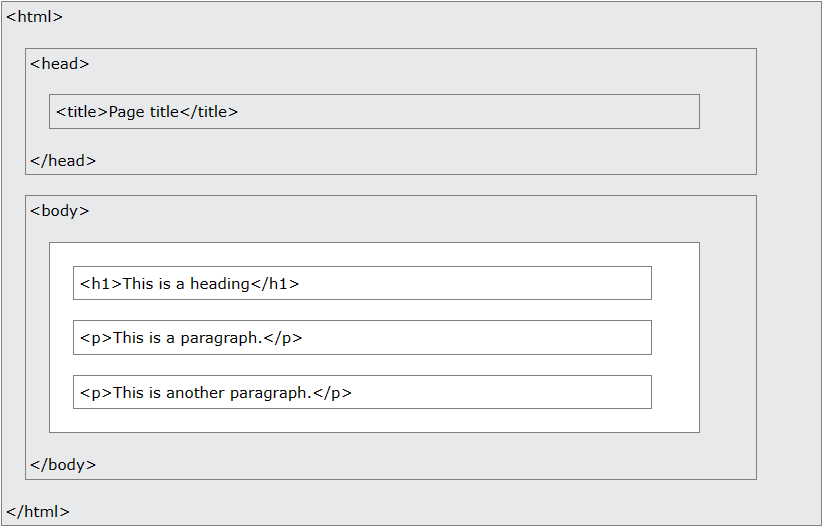 <html>
<head>
<title>Page title</title>
</head>
<body>
<h1>This is a heading</h1>
<p>This is a paragraph.</p>
<p>This is another paragraph.</p>
</body>
</html>